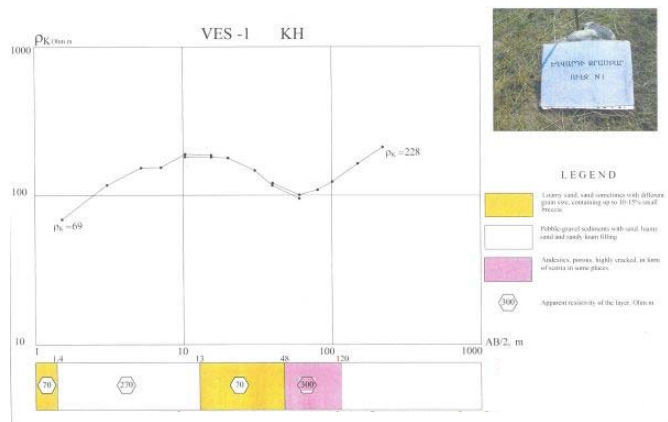 VES -1 KH
ρK Ohm m
1000
100
10
ρK=69
ρK=228
1 10 100 1000
AB/2, m
1,4 13 48 120
70 270 70 300
ՋՐԱՄԲԱՐ
LEGEND
Loamy sand, sand sometimes with different
grain size, containing up to 10-15% small
Pebble-gravel sediments with sand, loamy
sand and sandy loam filling
Andesites, porous, highly cracked, in form
of scoria in some places
300
Apparent resistivity of the layer, Ohm m